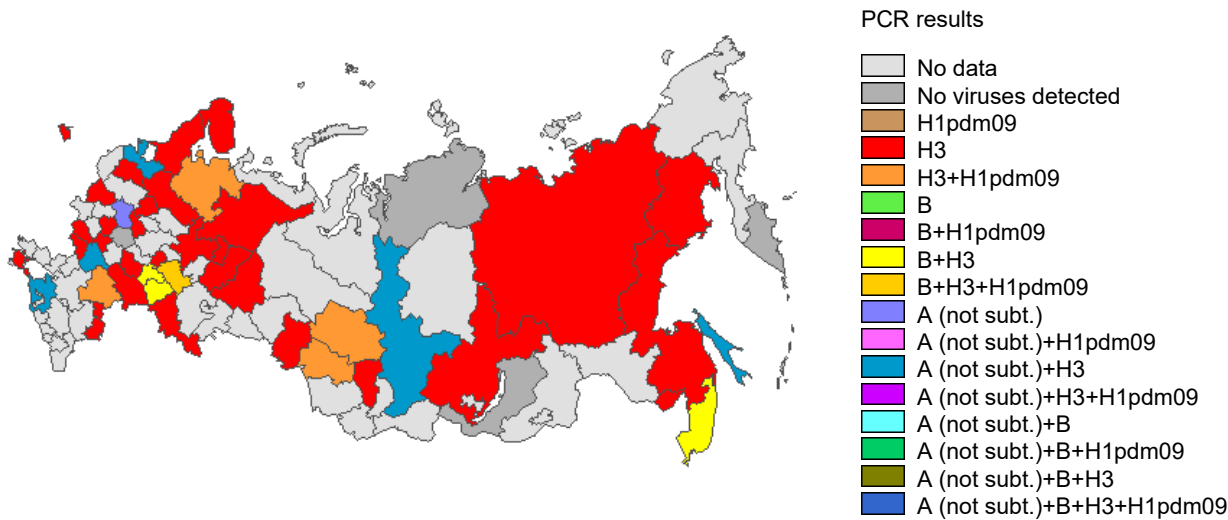 PCR results
No data
No viruses detected
H1pdm09
H3
H3+H1pdm09
B
B+H1pdm09
B+H3
B+H3+H1pdm09
A (not subt.)
A (not subt.)+H1pdm09
A (not subt.)+H3
A (not subt.)+H3+H1pdm09
A (not subt.)+B
A (not subt.)+B+H1pdm09
A (not subt.)+B+H3
A (not subt.)+B+H3+H1pdm09